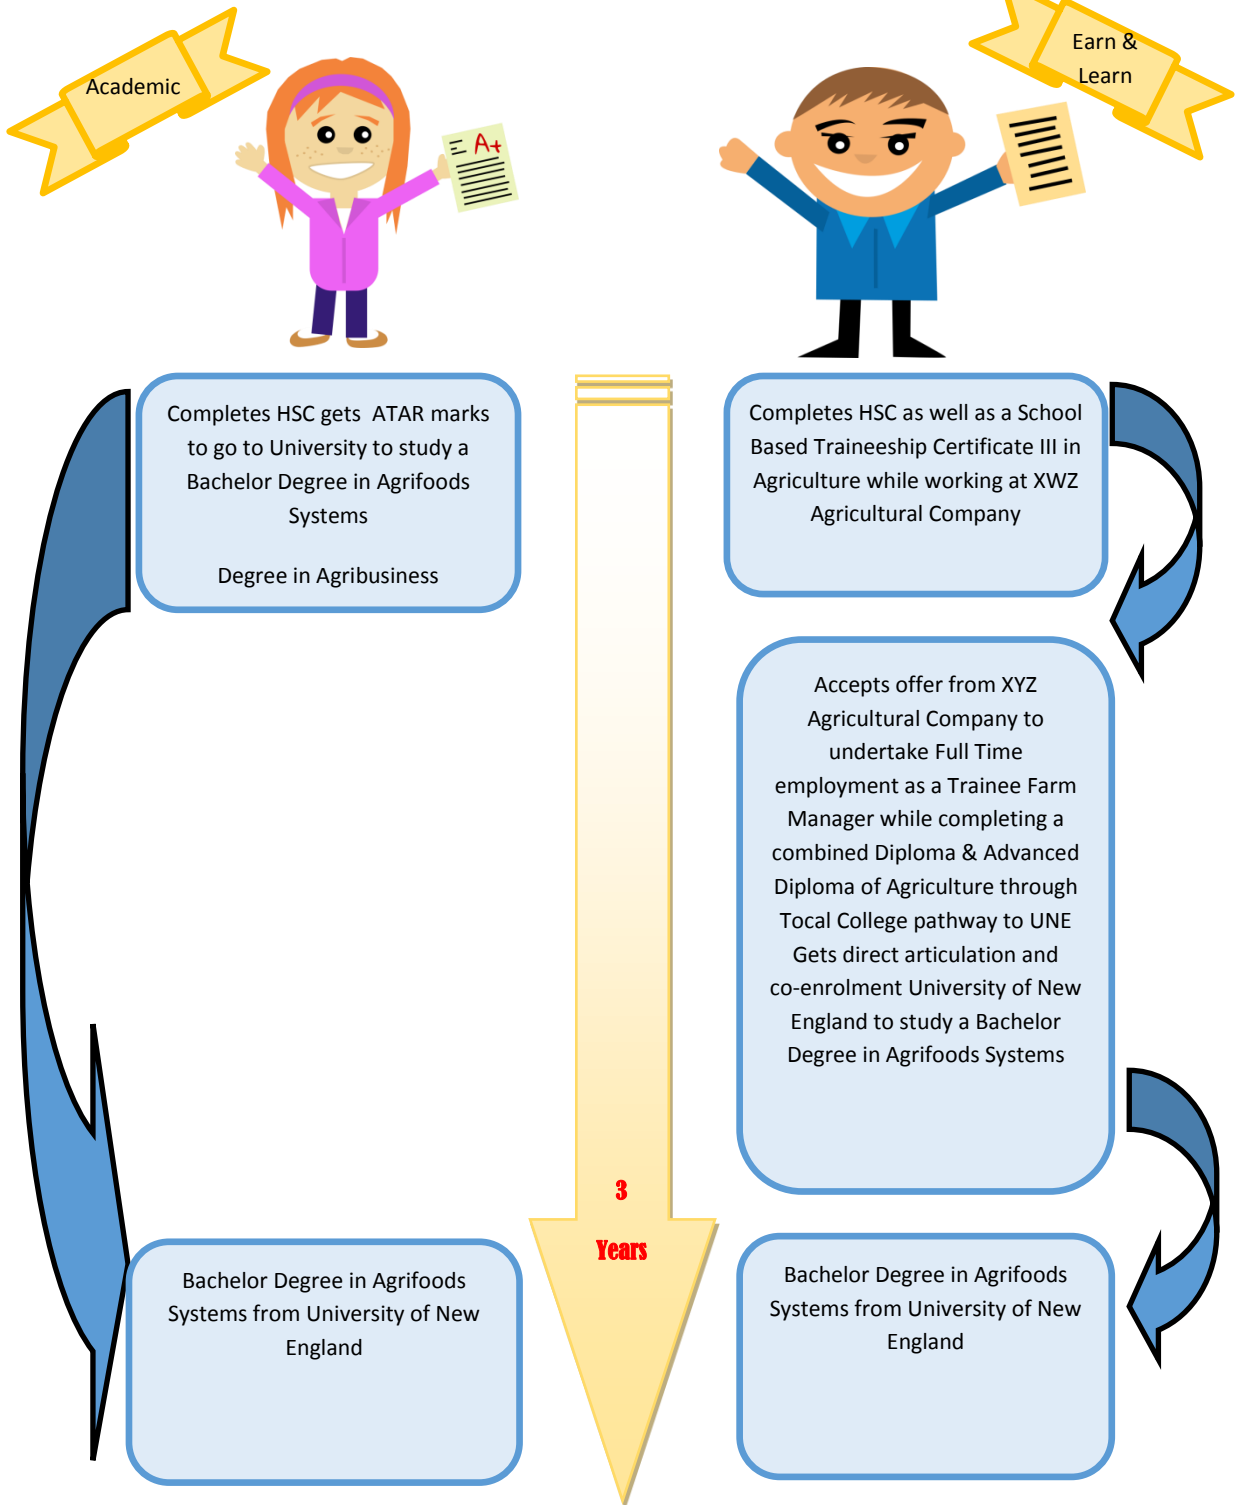 Academic
Earn &
Learn
A+
Completes HSC gets ATAR marks
to go to University to study a
Bachelor Degree in Agrifoods
Systems
Degree in Agribusiness
Completes HSC as well as a School
Based Traineeship Certificate III in
Agriculture while working at XWZ
Agricultural Company
Accepts offer from XYZ
Agricultural Company to
undertake Full Time
employment as a Trainee Farm
Manager while completing a
combined Diploma & Advanced
Diploma of Agriculture through
Tocal College pathway to UNE
Gets direct articulation and
co-enrolment University of New
England to study a Bachelor
Degree in Agrifoods Systems
3
Years
Bachelor Degree in Agrifoods
Systems from University of New
England
Bachelor Degree in Agrifoods
Systems from University of New
England